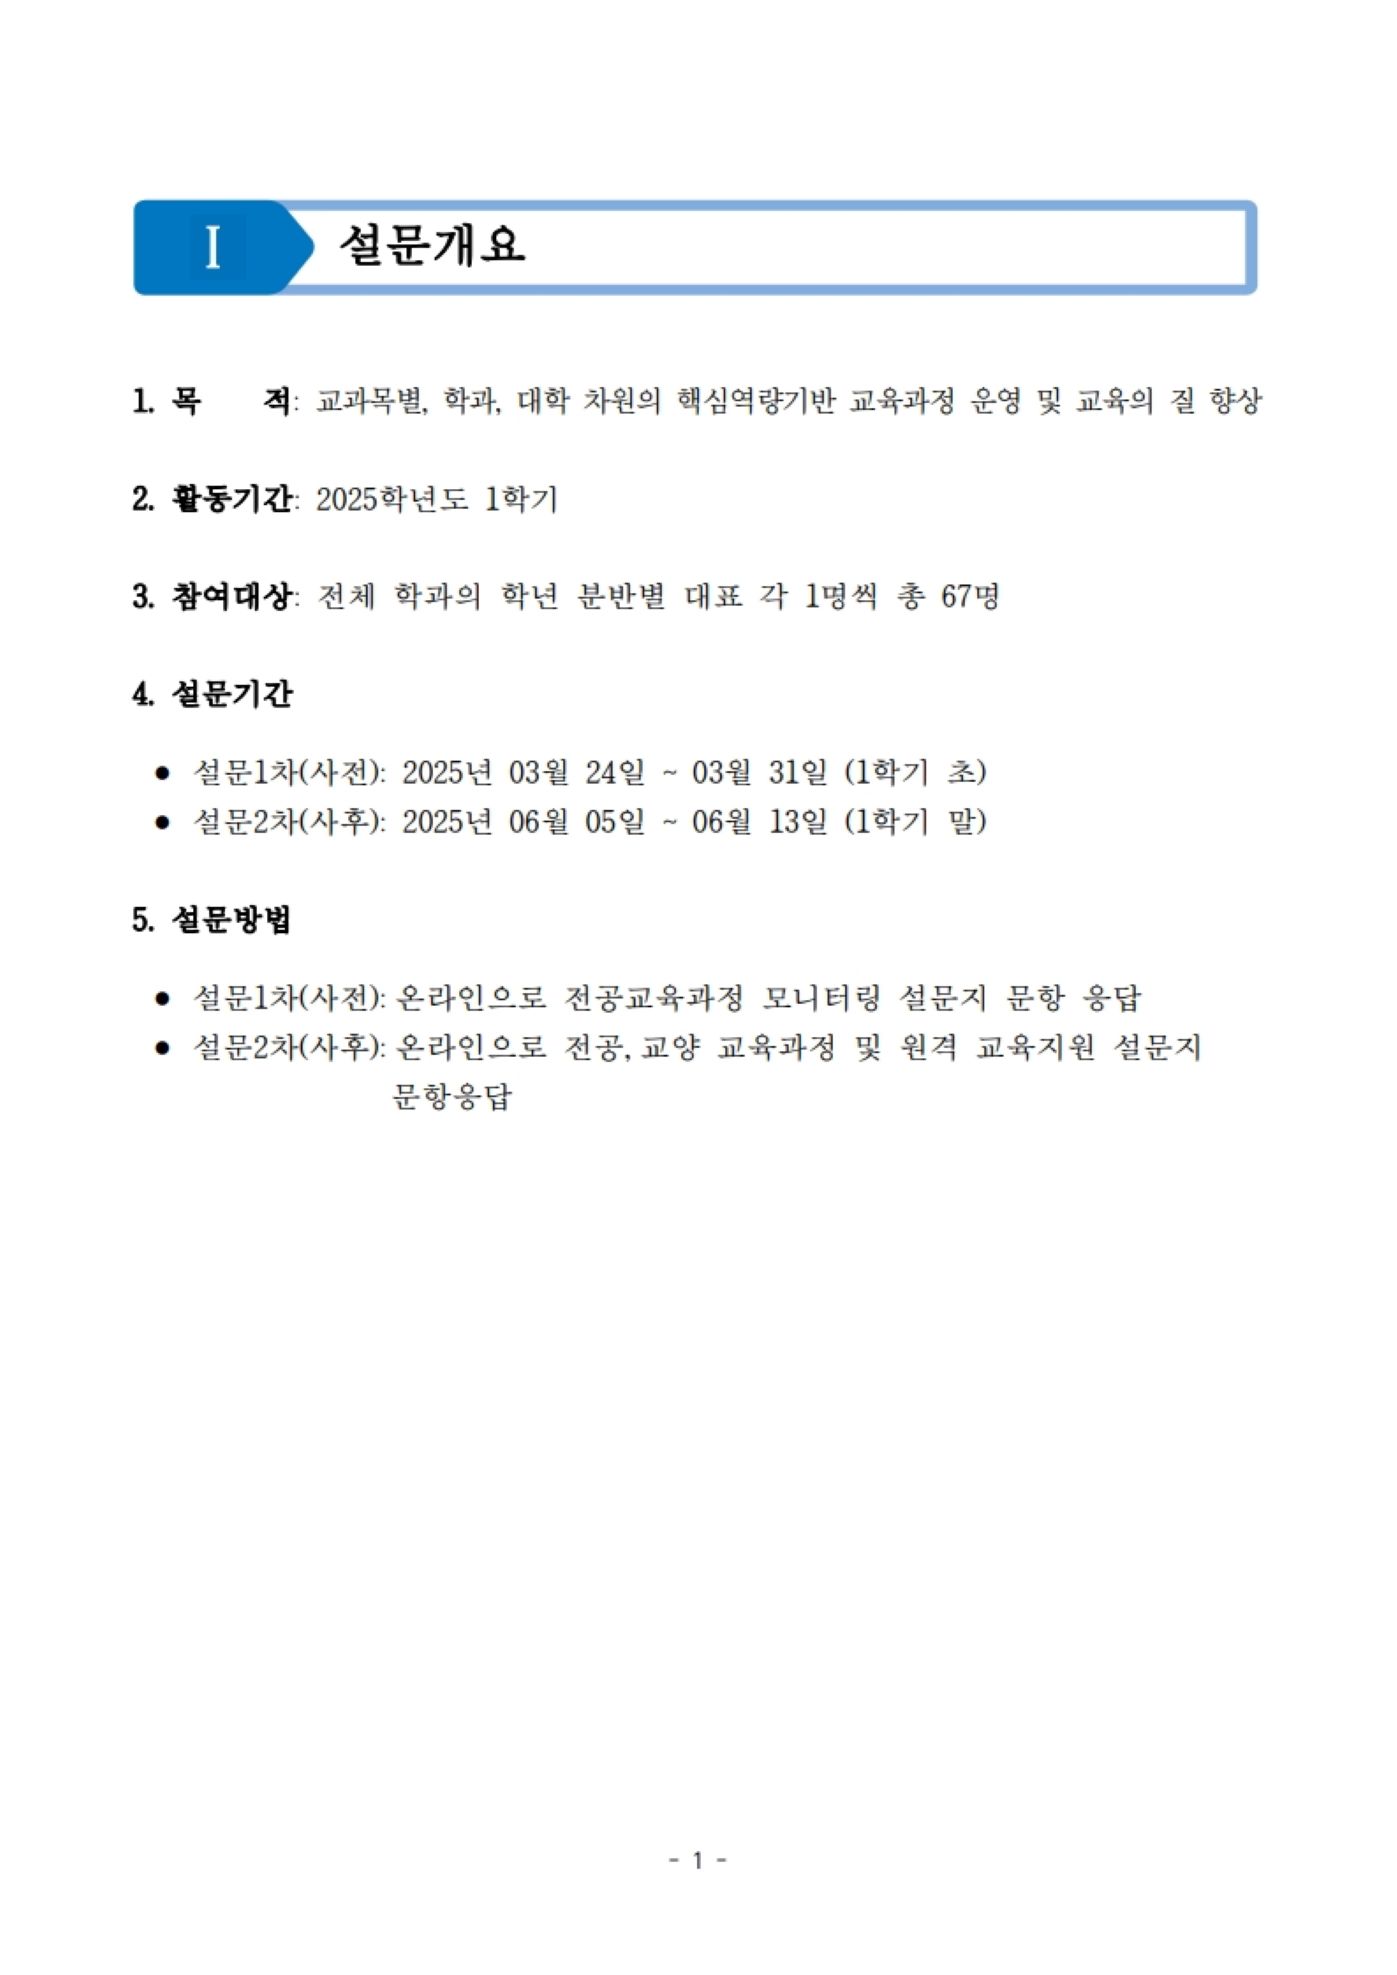 I 설문개요
1. 목 적: 교과목별, 학과, 대학 차원의 핵심역량기반 교육과정 운영 및 교육의 질 향상
2. 활동기간: 2025학년도 1학기
3. 참여대상: 전체 학과의 학년 분반별 대표 각 1명씩 총 67명
4. 설문기간
● 설문1차(사전): 2025년 03월 24일 ~ 03월 31일 (1학기 초)
● 설문2차(사후): 2025년 06월 05일 ~ 06월 13일 (1학기 말)
5. 설문방법
● 설문1차(사전): 온라인으로 전공교육과정 모니터링 설문지 문항 응답
● 설문2차(사후): 온라인으로 전공, 교양 교육과정 및 원격 교육지원 설문지
문항응답
- 1 -